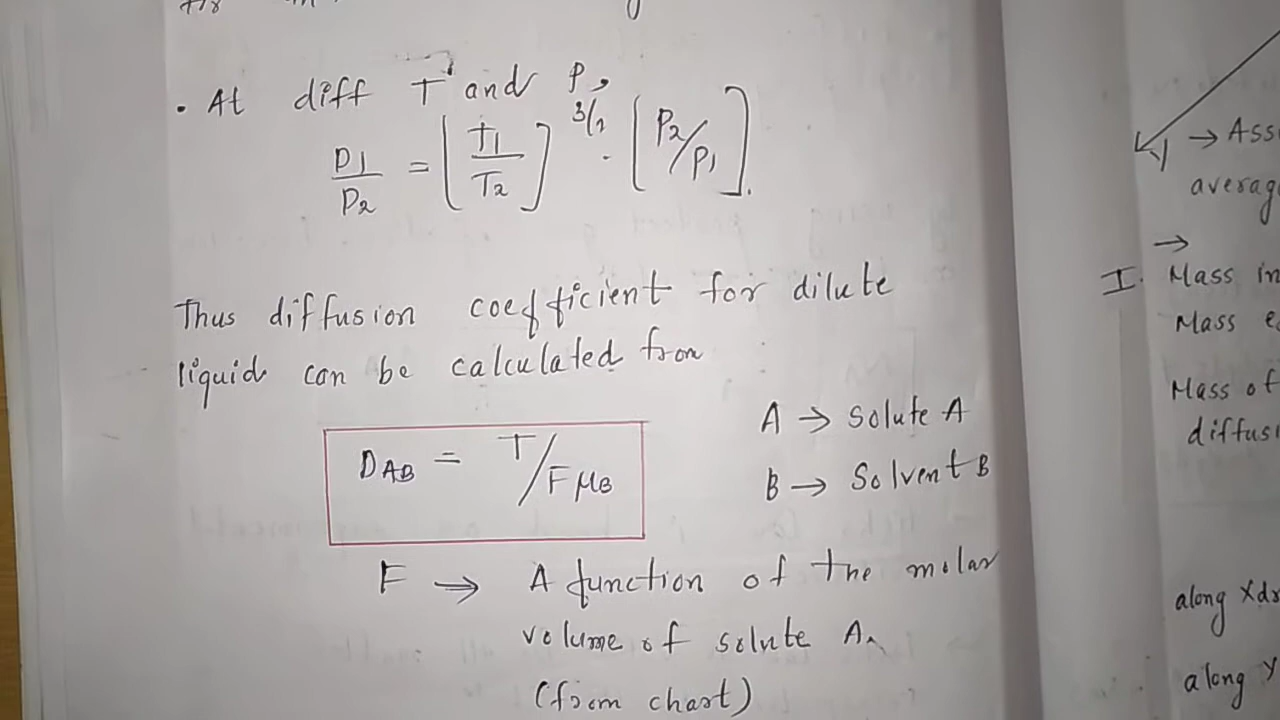 • At diff T and P,
D1/D2 = [T1/T2]^3/2 . [P2/P1].
Thus diffusion coefficient for dilute
liquid can be calculated from
DAB = T/FμB
A → Solute A
B → Solvent B
F → A function of the molar
volume of solute A.
(from chart)
→ Ass
averag
→
I. Mass in
Mass e
Mass of
diffusi
along Xd
along Y